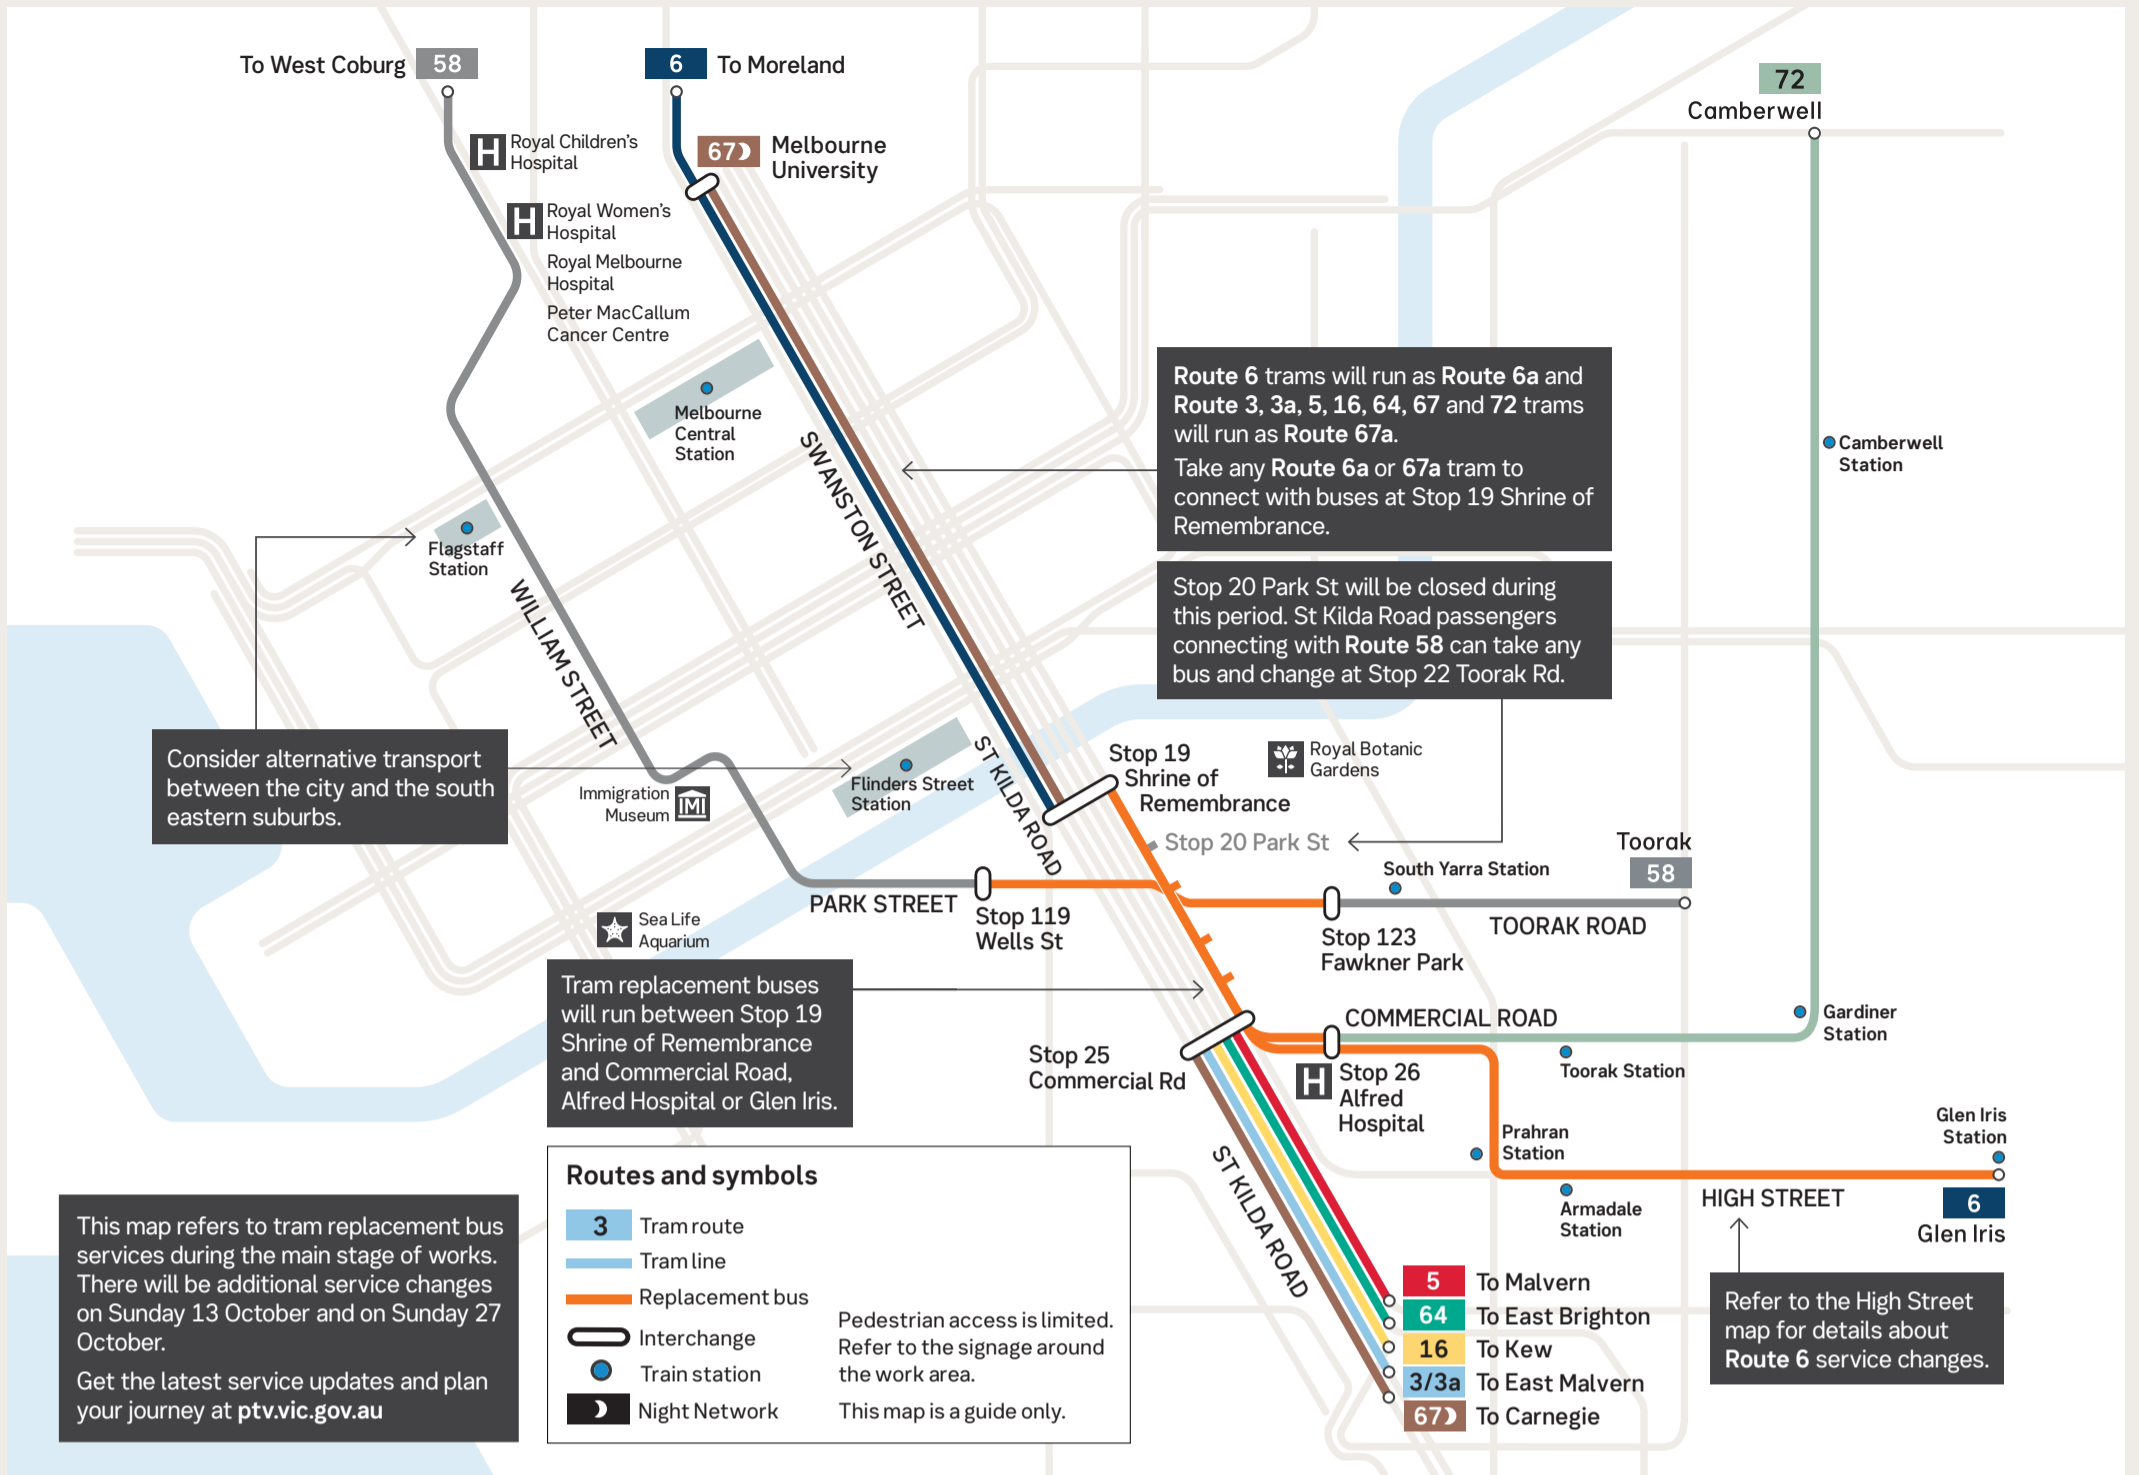 To West Coburg 58
6 To Moreland
72
Camberwell
67 Melbourne
University
Royal Children's
Hospital
Royal Women's
Hospital
Royal Melbourne
Hospital
Peter MacCallum
Cancer Centre
Melbourne
Central
Station
SWANSTON STREET
Route 6 trams will run as Route 6a and
Route 3, 3a, 5, 16, 64, 67 and 72 trams
will run as Route 67a.
Take any Route 6a or 67a tram to
connect with buses at Stop 19 Shrine of
Remembrance.
Camberwell
Station
Flagstaff
Station
WILLIAM STREET
Stop 20 Park St will be closed during
this period. St Kilda Road passengers
connecting with Route 58 can take any
bus and change at Stop 22 Toorak Rd.
Consider alternative transport
between the city and the south
eastern suburbs.
Immigration
Museum
Flinders Street
Station
ST KILDA ROAD
Stop 19
Shrine of
Remembrance
Royal Botanic
Gardens
Stop 20 Park St
Toorak
58
South Yarra Station
TOORAK ROAD
PARK STREET
Stop 119
Wells St
Stop 123
Fawkner Park
Sea Life
Aquarium
Tram replacement buses
will run between Stop 19
Shrine of Remembrance
and Commercial Road,
Alfred Hospital or Glen Iris.
COMMERCIAL ROAD
Gardiner
Station
Stop 25
Commercial Rd
H
Stop 26
Alfred
Hospital
Toorak Station
Prahran
Station
Glen Iris
Station
Armadale
Station
HIGH STREET
6
Glen Iris
ST KILDA ROAD
Refer to the High Street
map for details about
Route 6 service changes.
5 To Malvern
64 To East Brighton
16 To Kew
3/3a To East Malvern
67 To Carnegie
This map refers to tram replacement bus
services during the main stage of works.
There will be additional service changes
on Sunday 13 October and on Sunday 27
October.
Get the latest service updates and plan
your journey at ptv.vic.gov.au
Routes and symbols
3 Tram route
Tram line
Replacement bus
Interchange
Train station
Night Network
Pedestrian access is limited.
Refer to the signage around
the work area.
This map is a guide only.
H
H